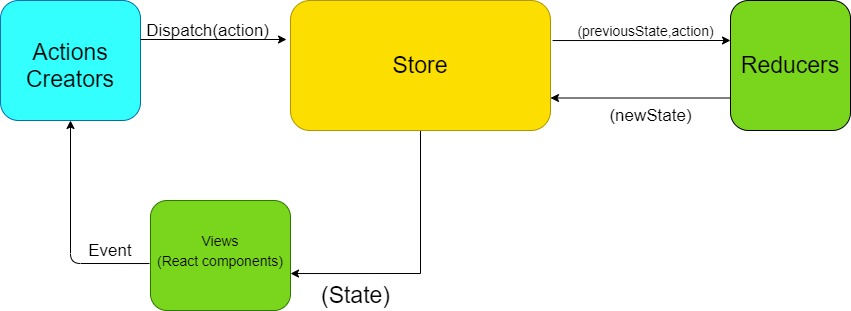 Actions
Creators
Dispatch(action)
Store
(previousState,action)
Reducers
(newState)
Views
(React components)
Event
(State)